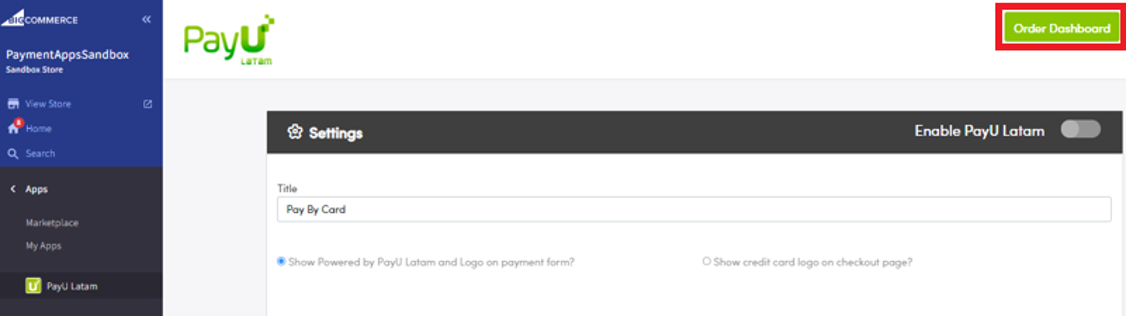 BIGCOMMERCE
PaymentAppsSandbox
Sandbox Store
View Store
8
Home
Search
Apps
Marketplace
My Apps
PayU Latam
PayU
LATAM
Order Dashboard
Settings
Enable PayU Latam
Title
Pay By Card
Show Powered by PayU Latam and Logo on payment form?
Show credit card logo on checkout page?